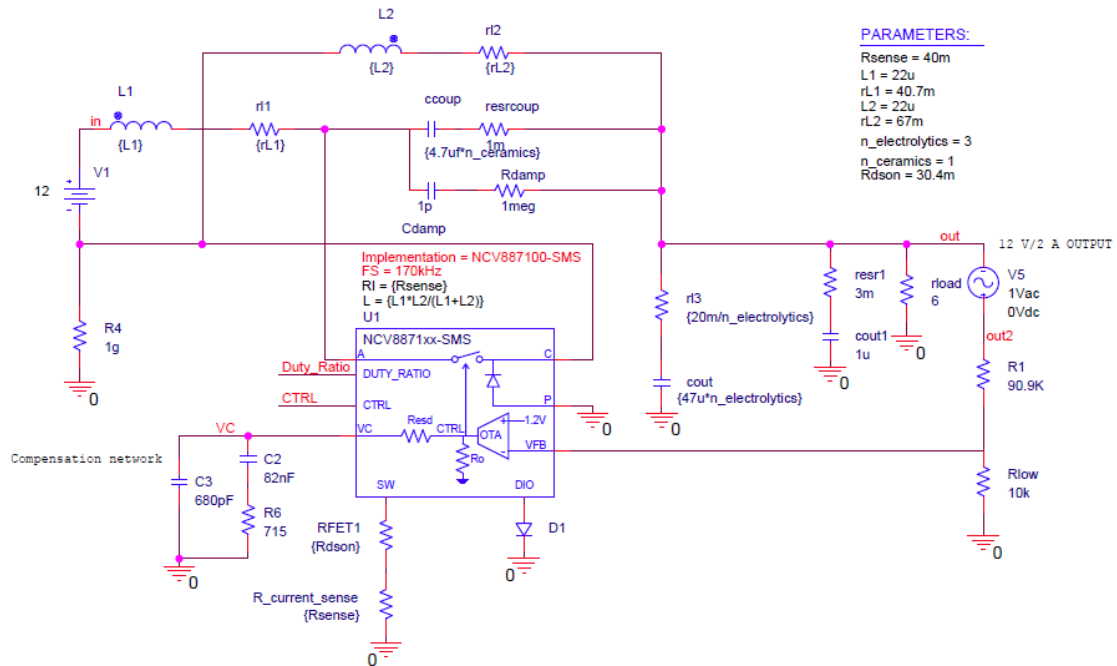 L2
{L2}
rl2
{rL2}
PARAMETERS:
Rsense = 40m
L1 = 22u
rL1 = 40.7m
L2 = 22u
rL2 = 67m
n_electrolytics = 3
n_ceramics = 1
Rdson = 30.4m
L1
in
{L1}
rl1
{rL1}
ccoup
{4.7uf*n_ceramics}
resrcoup
1m
Rdamp
1meg
1p
Cdamp
V1
12
R4
1g
0
Implementation = NCV887100-SMS
FS = 170kHz
RI = {Rsense}
L = {L1*L2/(L1+L2)}
U1
NCV8871xx-SMS
A
C
Duty_Ratio
DUTY_RATIO
CTRL
CTRL
P
0
VC
VC
Resd
CTRL
OTA
1.2V
VFB
Ro
SW
DIO
Compensation network
C3
680pF
C2
82nF
R6
715
0
RFET1
{Rdson}
R_current_sense
{Rsense}
0
D1
0
rl3
{20m/n_electrolytics}
cout
{47u*n_electrolytics}
0
resr1
3m
cout1
1u
0
rload
6
0
out
12 V/2 A OUTPUT
V5
1Vac
0Vdc
out2
R1
90.9K
Rlow
10k
0